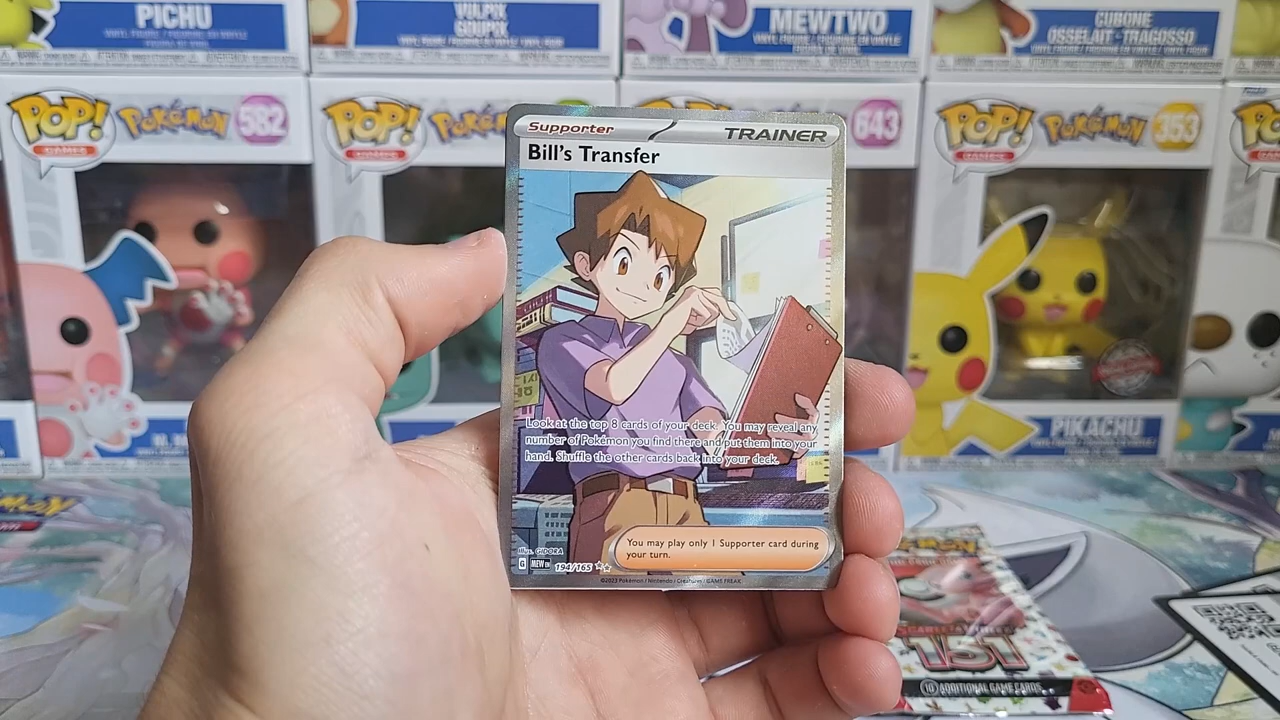 PICHU
VULPIX
GOUPIX
MEWTWO
CUBONE
OSSELAIT • TRAGOSSO
POP!
GAMES
Pokémon
582
POP!
GAMES
643
POP!
GAMES
Pokémon
353
Supporter
TRAINER
Bill's Transfer
Look at the top 8 cards of your deck. You may reveal any
number of Pokémon you find there and put them into your
hand. Shuffle the other cards back into your deck.
You may play only 1 Supporter card during
your turn.
Illus. GIDORA
G MEW EN 194/165
©2023 Pokémon / Nintendo / Creatures / GAME FREAK
PIKACHU
151
10 ADDITIONAL GAME CARDS